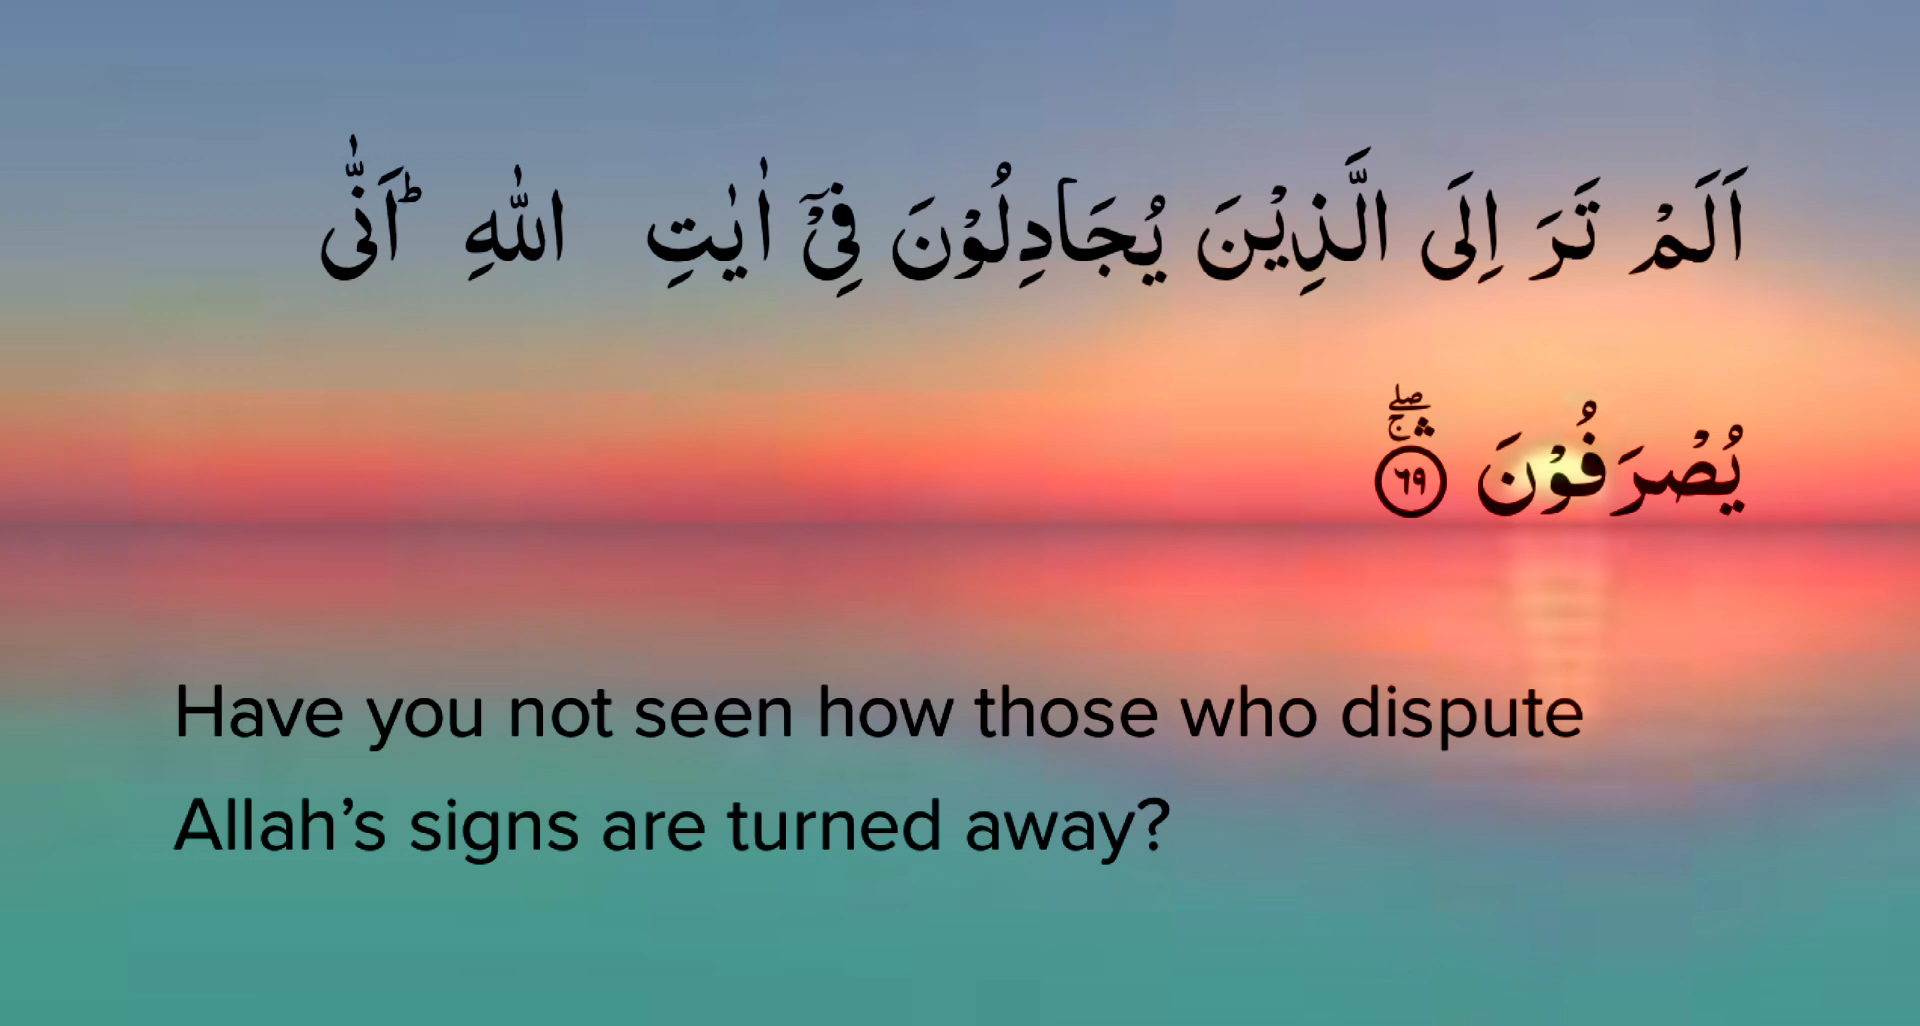 اَلَمْ تَرَ اِلَى الَّذِيْنَ يُجَادِلُوْنَ فِيْٓ اٰيٰتِ اللّٰهِ ؕ اَنّٰى
يُصْرَفُوْنَ ۛۚۖ ۝٦٩
Have you not seen how those who dispute
Allah’s signs are turned away?